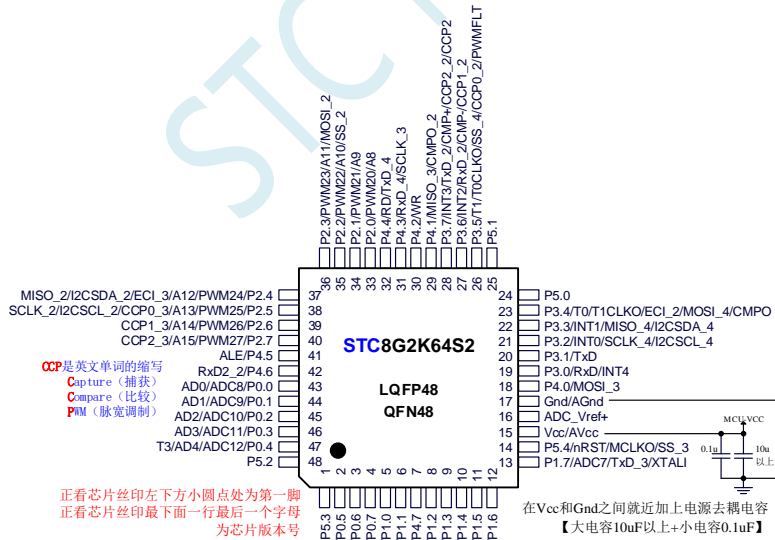 STC
P2.3/PWM23/A11/MOSI_2
P2.2/PWM22/A10/SS_2
P2.1/PWM21/A9
P2.0/PWM20/A8
P4.4/RD/TxD_4
P4.3/RxD_4/SCLK_3
P4.2/WR
P4.1/MISO_3/CMPO_2
P3.7/INT3/TxD_2/CMP+/CCP2_2/CCP2
P3.6/INT2/RxD_2/CMP-/CCP1_2
P3.5/T1/T0CLKO/SS_4/CCP0_2/PWMFLT
P5.1
36 35 34 33 32 31 30 29 28 27 26 25
MISO_2/I2CSDA_2/ECI_3/A12/PWM24/P2.4 37
SCLK_2/I2CSCL_2/CCP0_3/A13/PWM25/P2.5 38
CCP1_3/A14/PWM26/P2.6 39
CCP2_3/A15/PWM27/P2.7 40
ALE/P4.5 41
RxD2_2/P4.6 42
AD0/ADC8/P0.0 43
AD1/ADC9/P0.1 44
AD2/ADC10/P0.2 45
AD3/ADC11/P0.3 46
T3/AD4/ADC12/P0.4 47
P5.2 48
CCP是英文单词的缩写
Capture（捕获）
Compare（比较）
PWM（脉宽调制）
STC8G2K64S2
LQFP48
QFN48
24 P5.0
23 P3.4/T0/T1CLKO/ECI_2/MOSI_4/CMPO
22 P3.3/INT1/MISO_4/I2CSDA_4
21 P3.2/INT0/SCLK_4/I2CSCL_4
20 P3.1/TxD
19 P3.0/RxD/INT4
18 P4.0/MOSI_3
17 Gnd/AGnd
16 ADC_Vref+
15 Vcc/AVcc
14 P5.4/nRST/MCLKO/SS_3
13 P1.7/ADC7/TxD_3/XTALI
MCU-VCC
0.1u
10u
以上
1 2 3 4 5 6 7 8 9 10 11 12
P5.3
P0.5
P0.6
P0.7
P1.0
P1.1
P4.7
P1.2
P1.3
P1.4
P1.5
P1.6
正看芯片丝印左下方小圆点处为第一脚
正看芯片丝印最下面一行最后一个字母
为芯片版本号
在Vcc和Gnd之间就近加上电源去耦电容
【大电容10uF以上+小电容0.1uF】